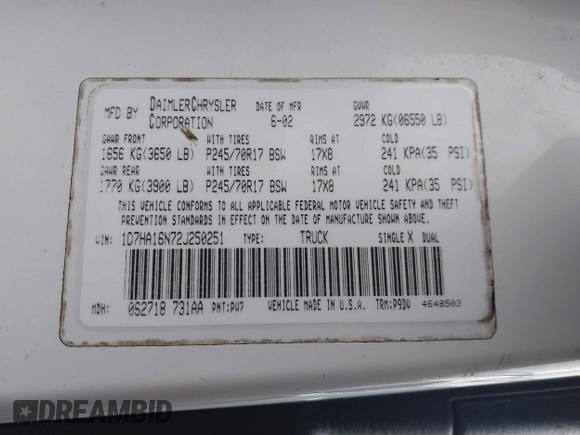 MFD BY DAIMLERCHRYSLER CORPORATION DATE OF MFR 6-02 GVWR 2972 KG(06550 LB)
GAWR FRONT WITH TIRES RIMS AT COLD
1656 KG(3650 LB) P245/70R17 BSW 17X8 241 KPA(35 PSI)
GAWR REAR WITH TIRES RIMS AT COLD
1770 KG(3900 LB) P245/70R17 BSW 17X8 241 KPA(35 PSI)
THIS VEHICLE CONFORMS TO ALL APPLICABLE FEDERAL MOTOR VEHICLE SAFETY AND THEFT
PREVENTION STANDARDS IN EFFECT ON THE DATE OF MANUFACTURE SHOWN ABOVE.
VIN: 1D7HA16N72J250251 TYPE: TRUCK SINGLE X DUAL
MDH: 062718 731AA PNT:PW7 VEHICLE MADE IN U.S.A. TRM:P9DV 4648503
DREAMBID